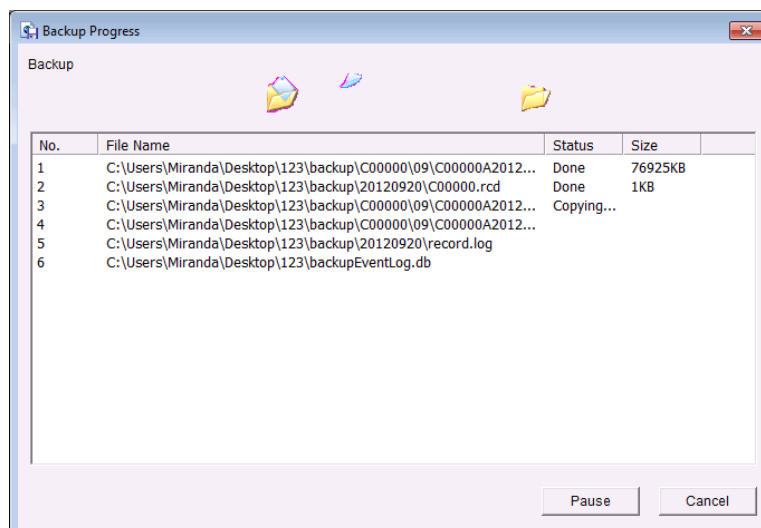 Backup Progress
Backup
No. File Name Status Size
1 C:\Users\Miranda\Desktop\123\backup\C00000\09\C00000A2012... Done 76925KB
2 C:\Users\Miranda\Desktop\123\backup\20120920\C00000.rcd Done 1KB
3 C:\Users\Miranda\Desktop\123\backup\C00000\09\C00000A2012... Copying...
4 C:\Users\Miranda\Desktop\123\backup\C00000\09\C00000A2012...
5 C:\Users\Miranda\Desktop\123\backup\20120920\record.log
6 C:\Users\Miranda\Desktop\123\backupEventLog.db
Pause Cancel